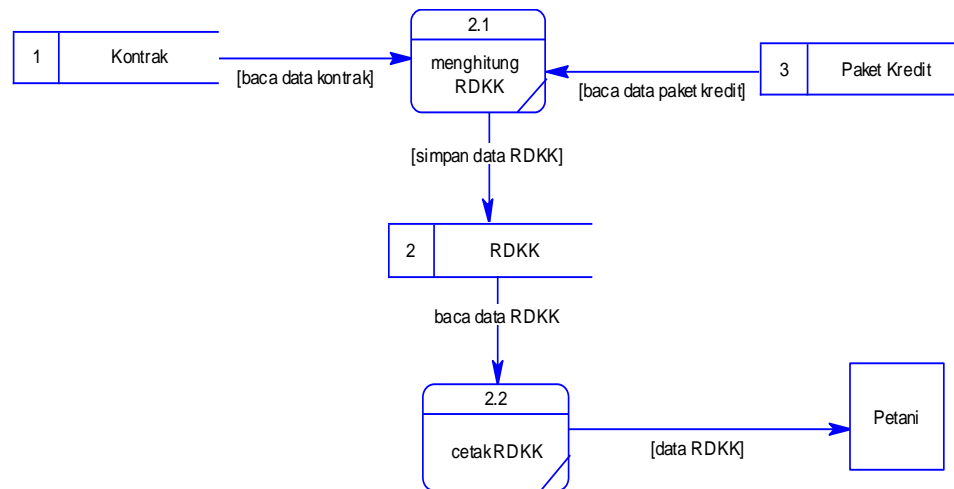 2.1
1
Kontrak
menghitung
RDKK
3
Paket Kredit
[baca data kontrak]
[baca data paket kredit]
[simpan data RDKK]
2
RDKK
baca data RDKK
2.2
cetak RDKK
Petani
[data RDKK]